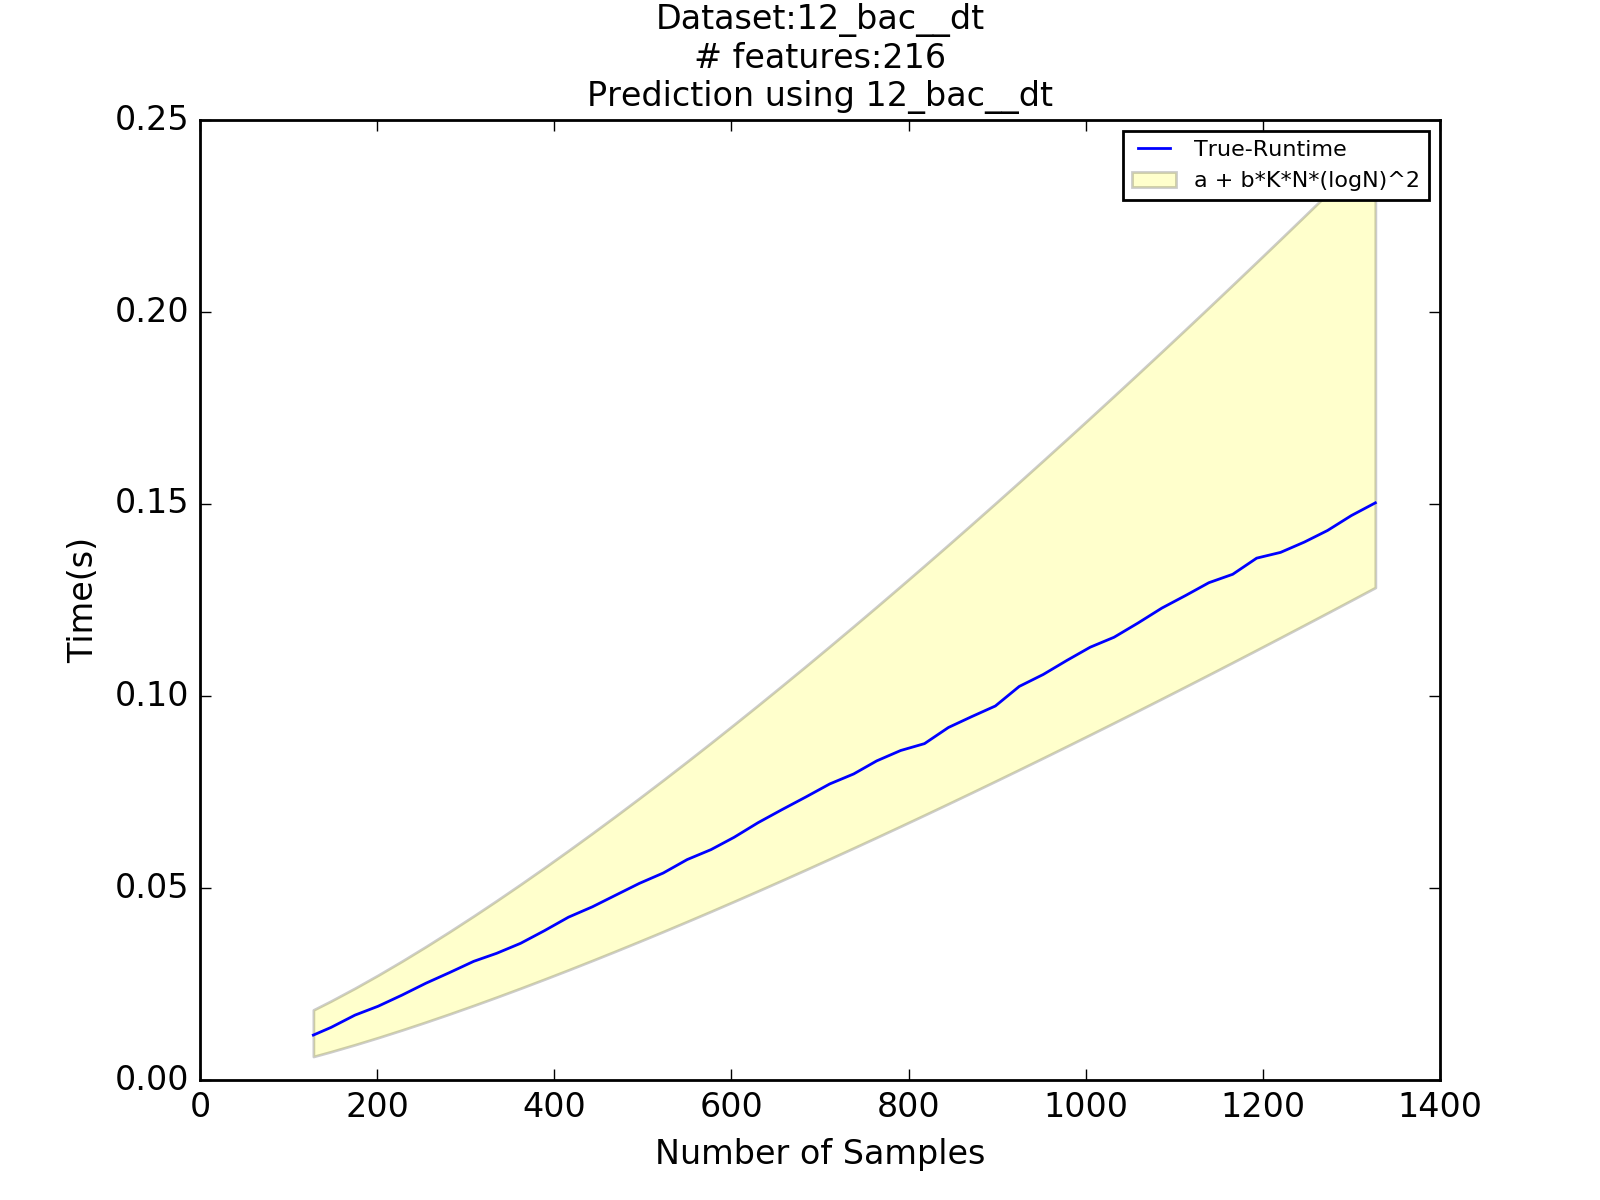 Dataset:12_bac__dt
# features:216
Prediction using 12_bac__dt
True-Runtime
a + b*K*N*(logN)^2
0.25
0.20
0.15
0.10
0.05
0.00
Time(s)
0 200 400 600 800 1000 1200 1400
Number of Samples